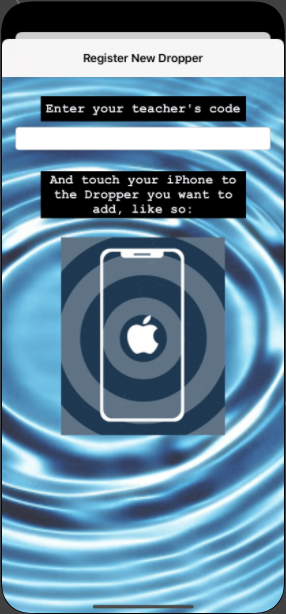 Register New Dropper
Enter your teacher's code
And touch your iPhone to
the Dropper you want to
add, like so: